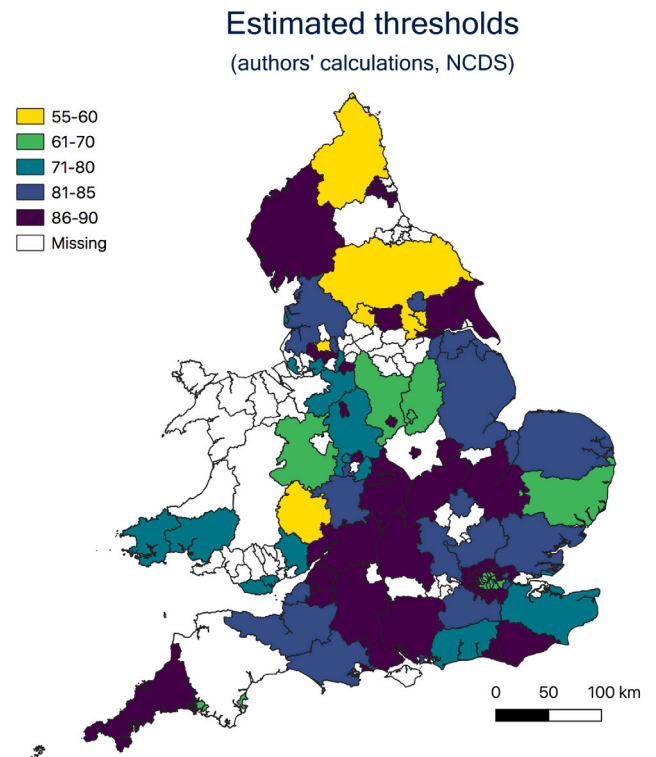 Estimated thresholds
(authors' calculations, NCDS)
55-60
61-70
71-80
81-85
86-90
Missing
0 50 100 km